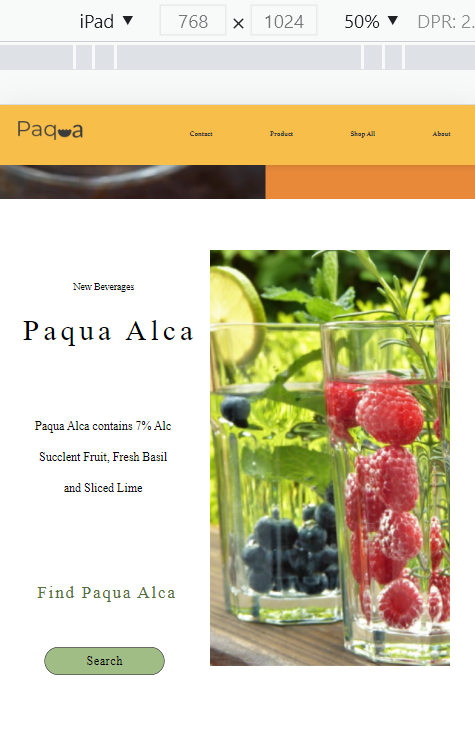 iPad ▼ 768 × 1024 50% ▼ DPR: 2.
Paqua
Contact Product Shop All About
New Beverages
Paqua Alca
Paqua Alca contains 7% Alc
Succlent Fruit, Fresh Basil
and Sliced Lime
Find Paqua Alca
Search